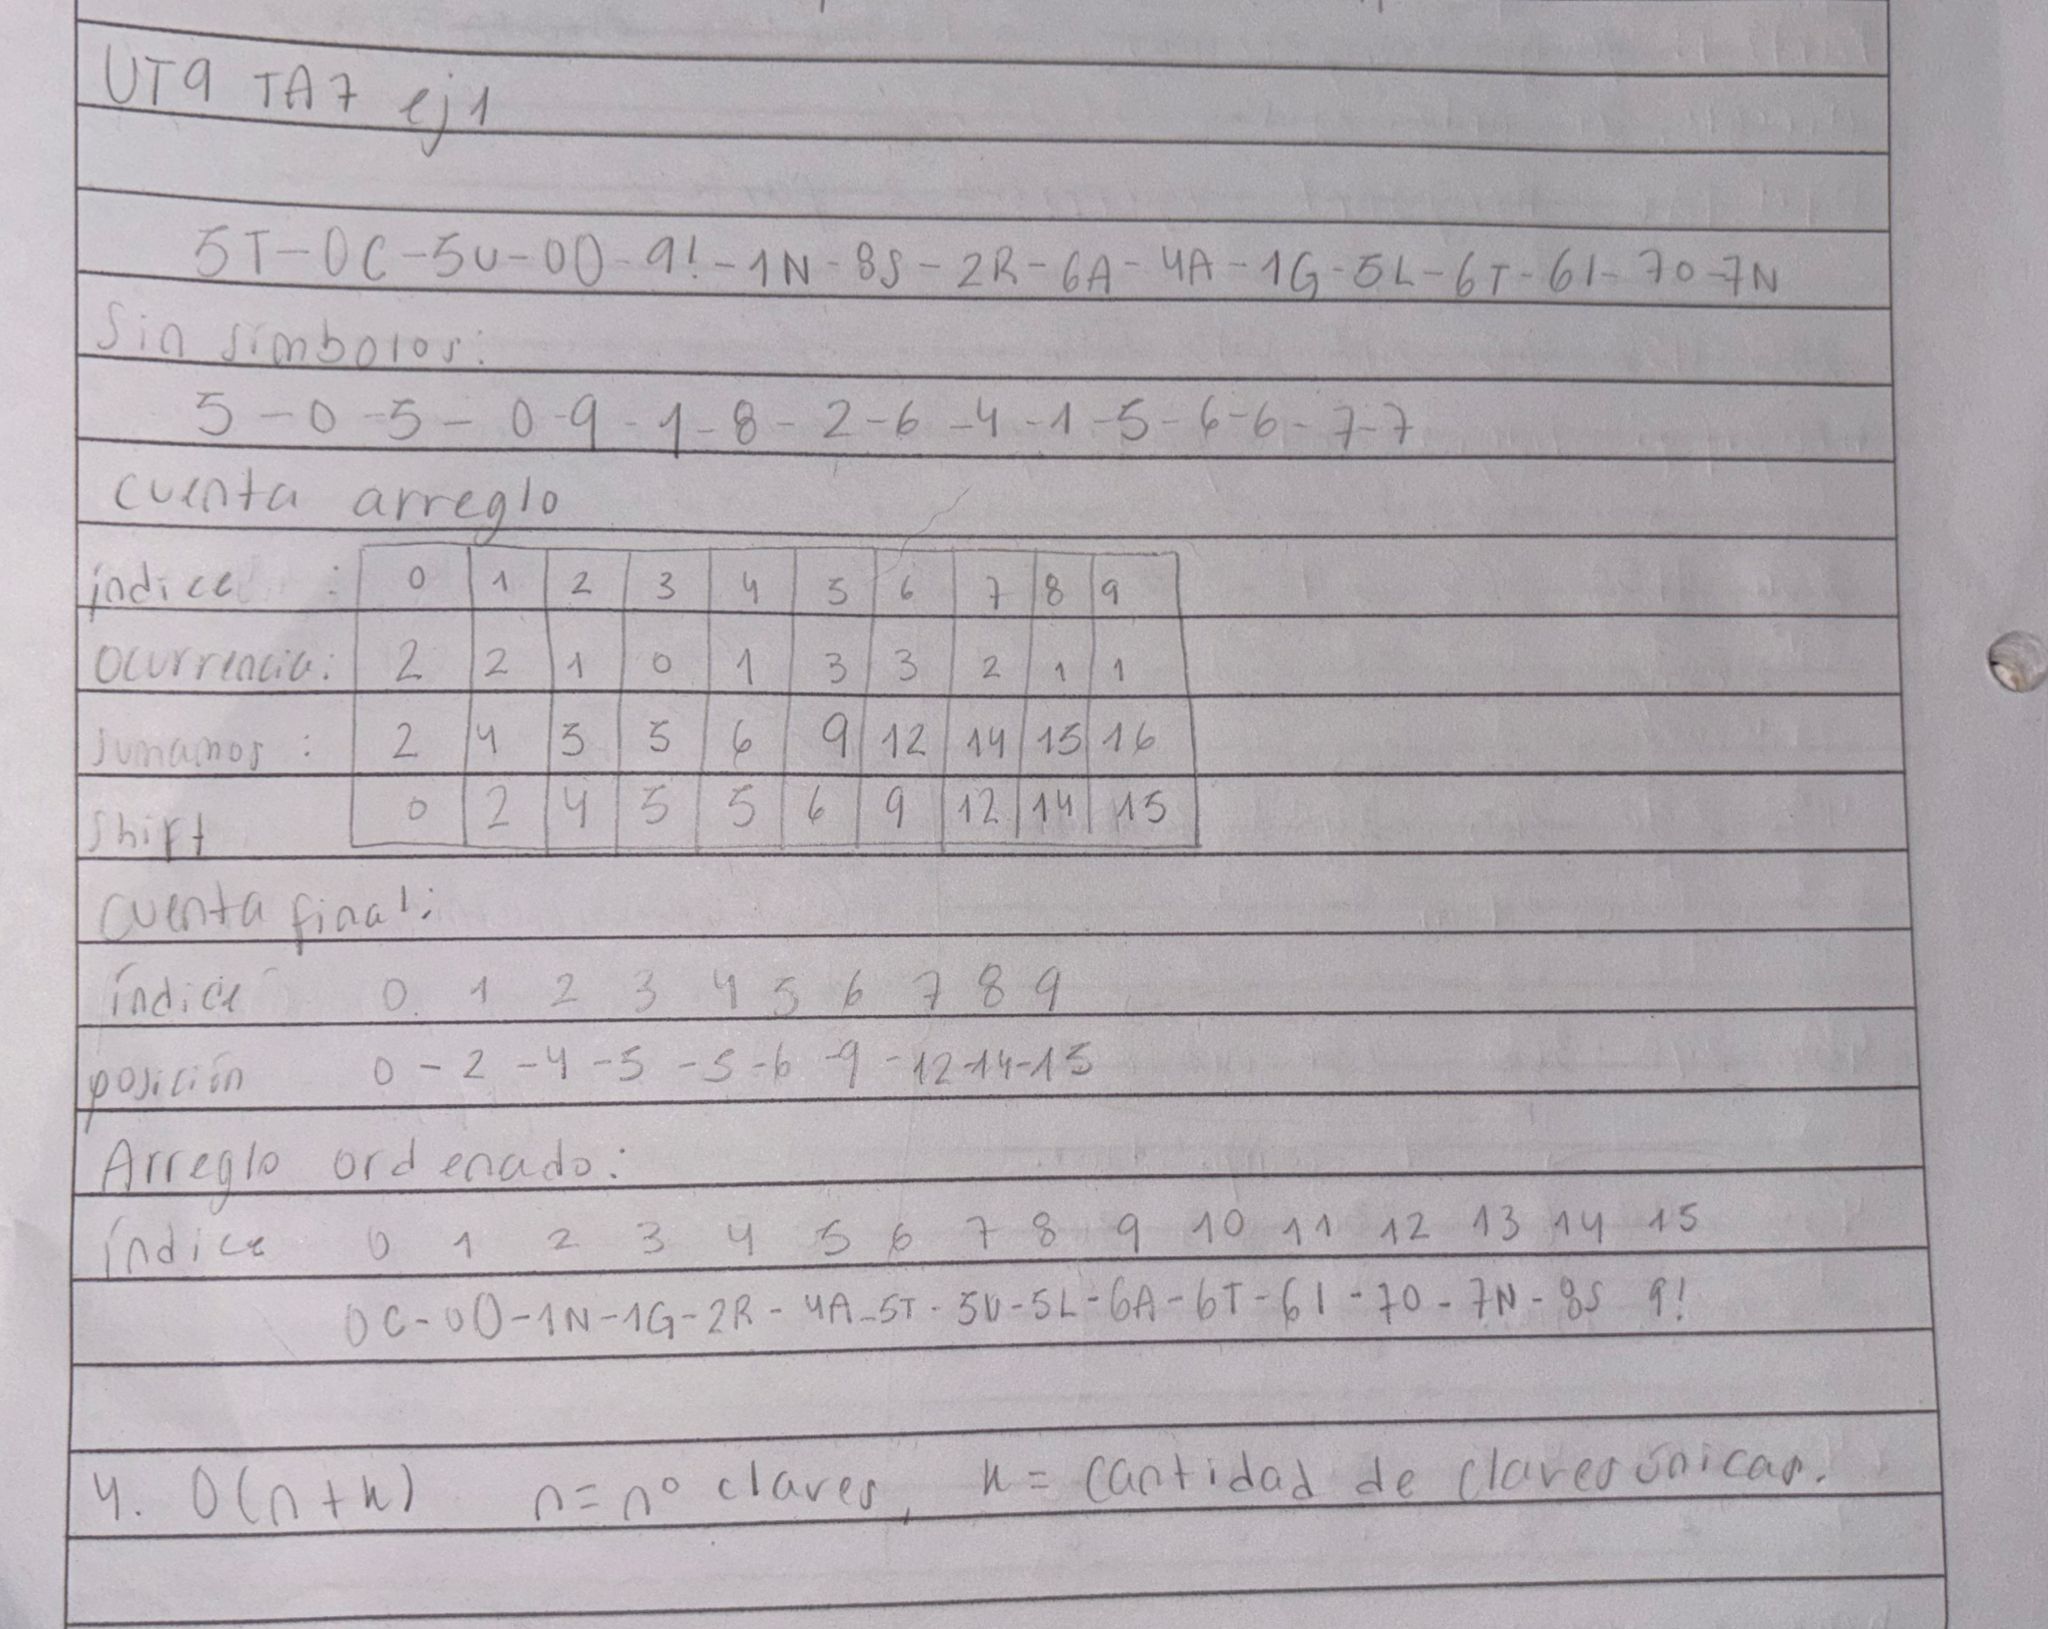 UT9 TA7 ej1
5T-0C-5U-0O-9!-1N-8S-2R-6A-4A-1G-5L-6T-6I-7O-7N
Sin símbolos:
5-0-5-0-9-1-8-2-6-4-1-5-6-6-7-7
cuenta arreglo
índice : 0 1 2 3 4 5 6 7 8 9
Ocurrencia: 2 2 1 0 1 3 3 2 1 1
sumamos : 2 4 5 5 6 9 12 14 15 16
Shift 0 2 4 5 5 6 9 12 14 15
Cuenta final:
índice 0 1 2 3 4 5 6 7 8 9
posición 0-2-4-5-5-6-9-12-14-15
Arreglo ordenado:
índice 0 1 2 3 4 5 6 7 8 9 10 11 12 13 14 15
0C-0O-1N-1G-2R-4A-5T-5U-5L-6A-6T-6I-7O-7N-8S 9!
4. O(n+k) n=nº claves, k = cantidad de claves únicas.